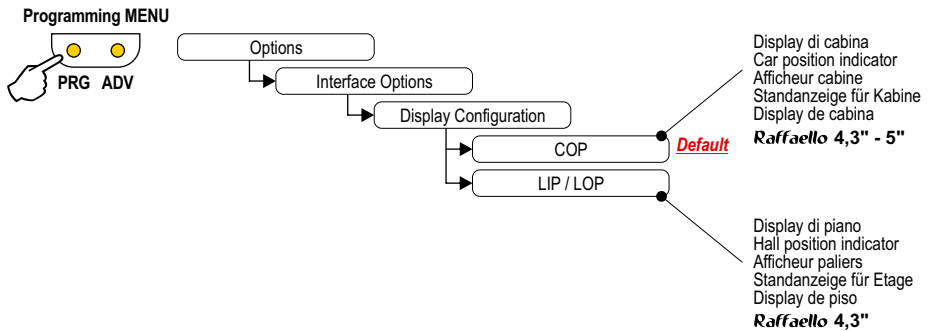 Programming MENU
PRG ADV
Options
Interface Options
Display Configuration
COP
Default
LIP / LOP
Display di cabina
Car position indicator
Afficheur cabine
Standanzeige für Kabine
Display de cabina
Raffaello 4,3" - 5"
Display di piano
Hall position indicator
Afficheur paliers
Standanzeige für Etage
Display de piso
Raffaello 4,3"